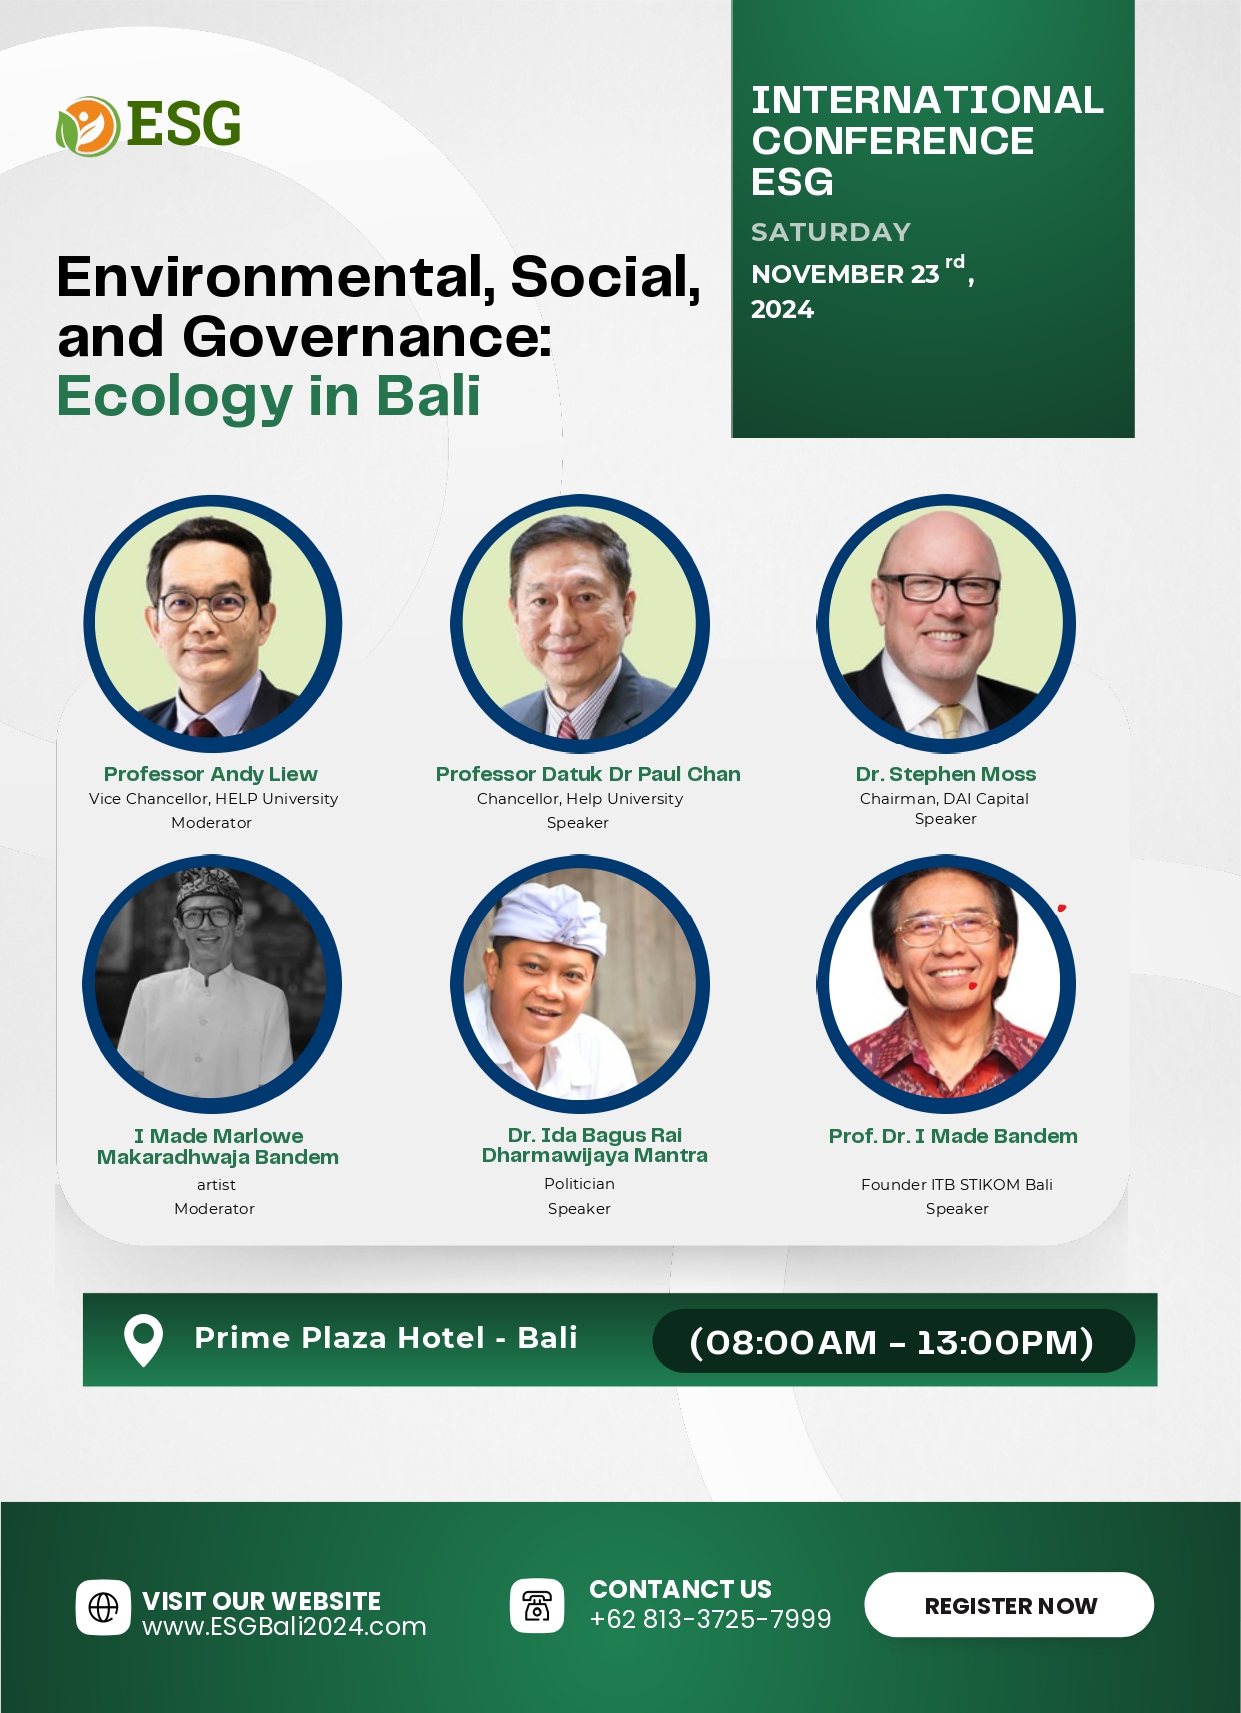 ESG
INTERNATIONAL
CONFERENCE
ESG
SATURDAY
NOVEMBER 23 rd,
2024
Environmental, Social,
and Governance:
Ecology in Bali
Professor Andy Liew
Vice Chancellor, HELP University
Moderator
Professor Datuk Dr Paul Chan
Chancellor, Help University
Speaker
Dr. Stephen Moss
Chairman, DAI Capital
Speaker
I Made Marlowe
Makaradhwaja Bandem
artist
Moderator
Dr. Ida Bagus Rai
Dharmawijaya Mantra
Politician
Speaker
Prof. Dr. I Made Bandem
Founder ITB STIKOM Bali
Speaker
Prime Plaza Hotel - Bali
(08:00AM - 13:00PM)
VISIT OUR WEBSITE
www.ESGBali2024.com
CONTANCT US
+62 813-3725-7999
REGISTER NOW